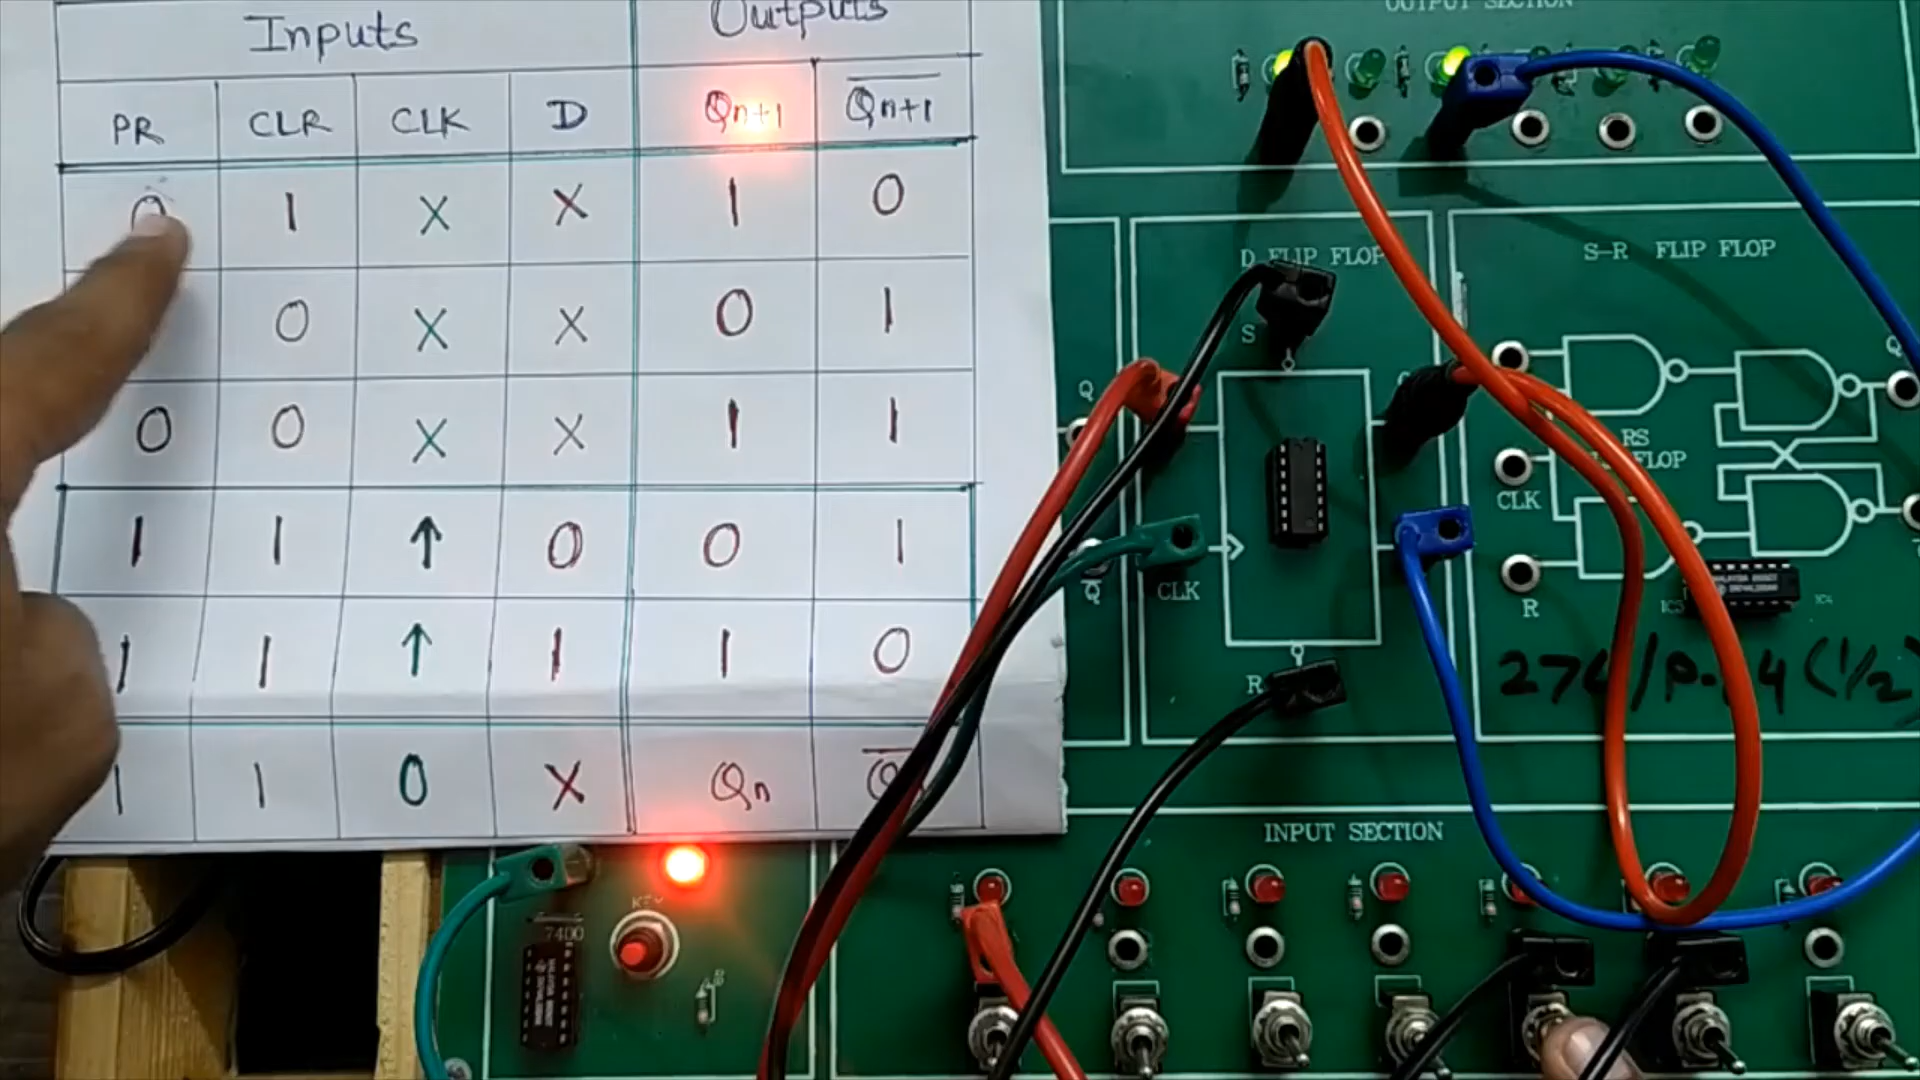 Inputs Outputs
PR CLR CLK D Qn+1 Qn+1
0 1 X X 1 0
0 X X 0 1
0 0 X X 1 1
1 1 ↑ 0 0 1
1 1 ↑ 1 1 0
1 1 0 X Qn
OUTPUT SECTION
D FLIP FLOP
S
Q
Q
CLK
R
S-R FLIP FLOP
Q
RS
FLOP
CLK
R
IC3
IC4
INPUT SECTION
KEY
7400